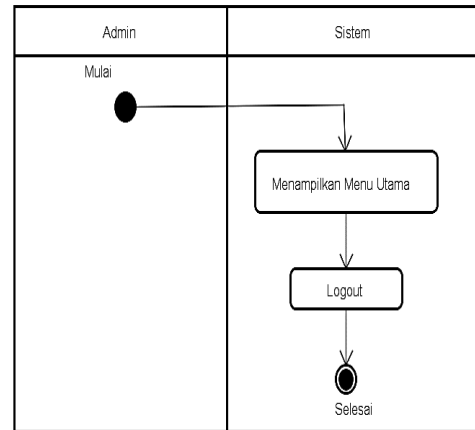 Admin
Sistem
Mulai
Menampilkan Menu Utama
Logout
Selesai